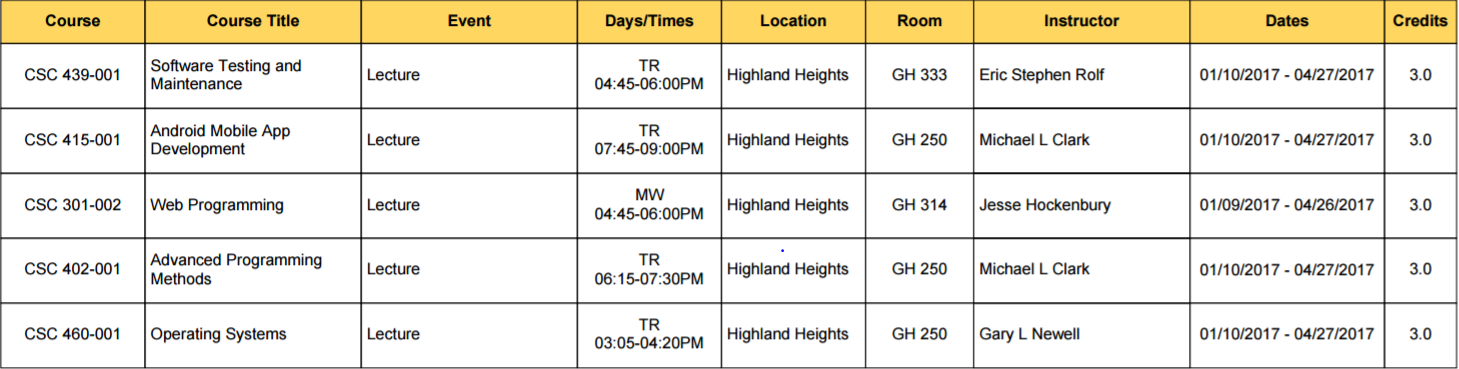 Course Course Title Event Days/Times Location Room Instructor Dates Credits
CSC 439-001 Software Testing and Maintenance Lecture TR 04:45-06:00PM Highland Heights GH 333 Eric Stephen Rolf 01/10/2017 - 04/27/2017 3.0
CSC 415-001 Android Mobile App Development Lecture TR 07:45-09:00PM Highland Heights GH 250 Michael L Clark 01/10/2017 - 04/27/2017 3.0
CSC 301-002 Web Programming Lecture MW 04:45-06:00PM Highland Heights GH 314 Jesse Hockenbury 01/09/2017 - 04/26/2017 3.0
CSC 402-001 Advanced Programming Methods Lecture TR 06:15-07:30PM Highland Heights GH 250 Michael L Clark 01/10/2017 - 04/27/2017 3.0
CSC 460-001 Operating Systems Lecture TR 03:05-04:20PM Highland Heights GH 250 Gary L Newell 01/10/2017 - 04/27/2017 3.0